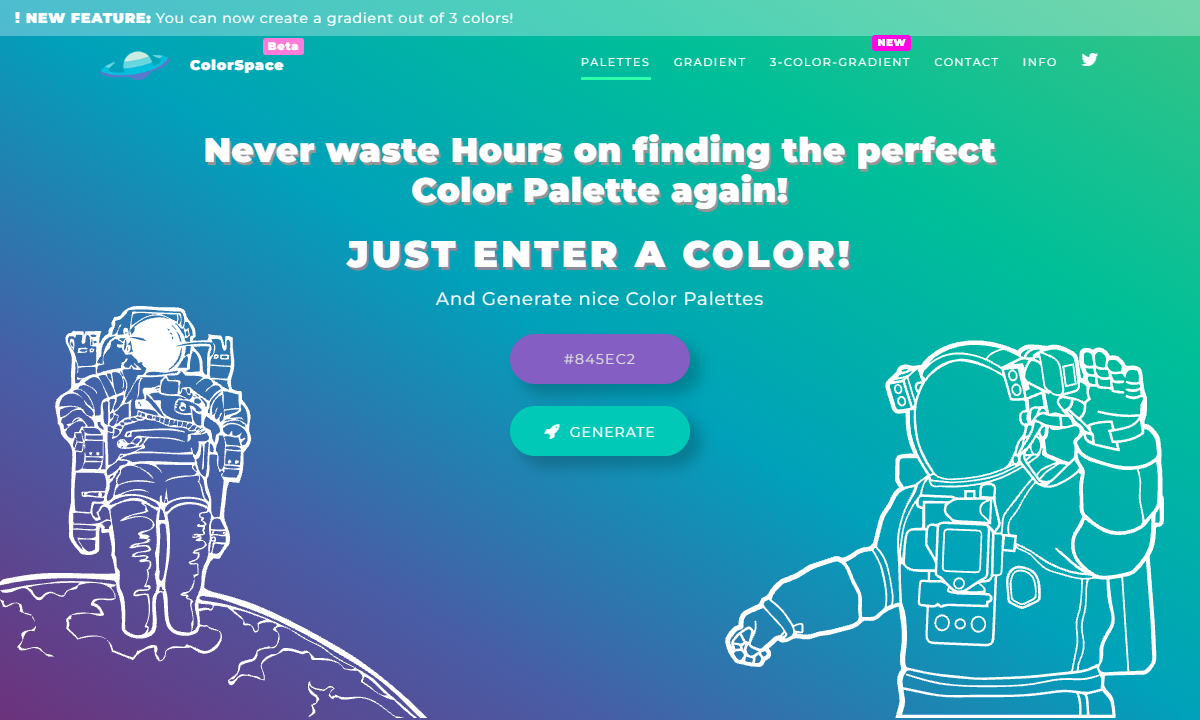 ! NEW FEATURE: You can now create a gradient out of 3 colors!
Beta
ColorSpace
NEW
PALETTES GRADIENT 3-COLOR-GRADIENT CONTACT INFO
Never waste Hours on finding the perfect
Color Palette again!
JUST ENTER A COLOR!
And Generate nice Color Palettes
#845EC2
GENERATE